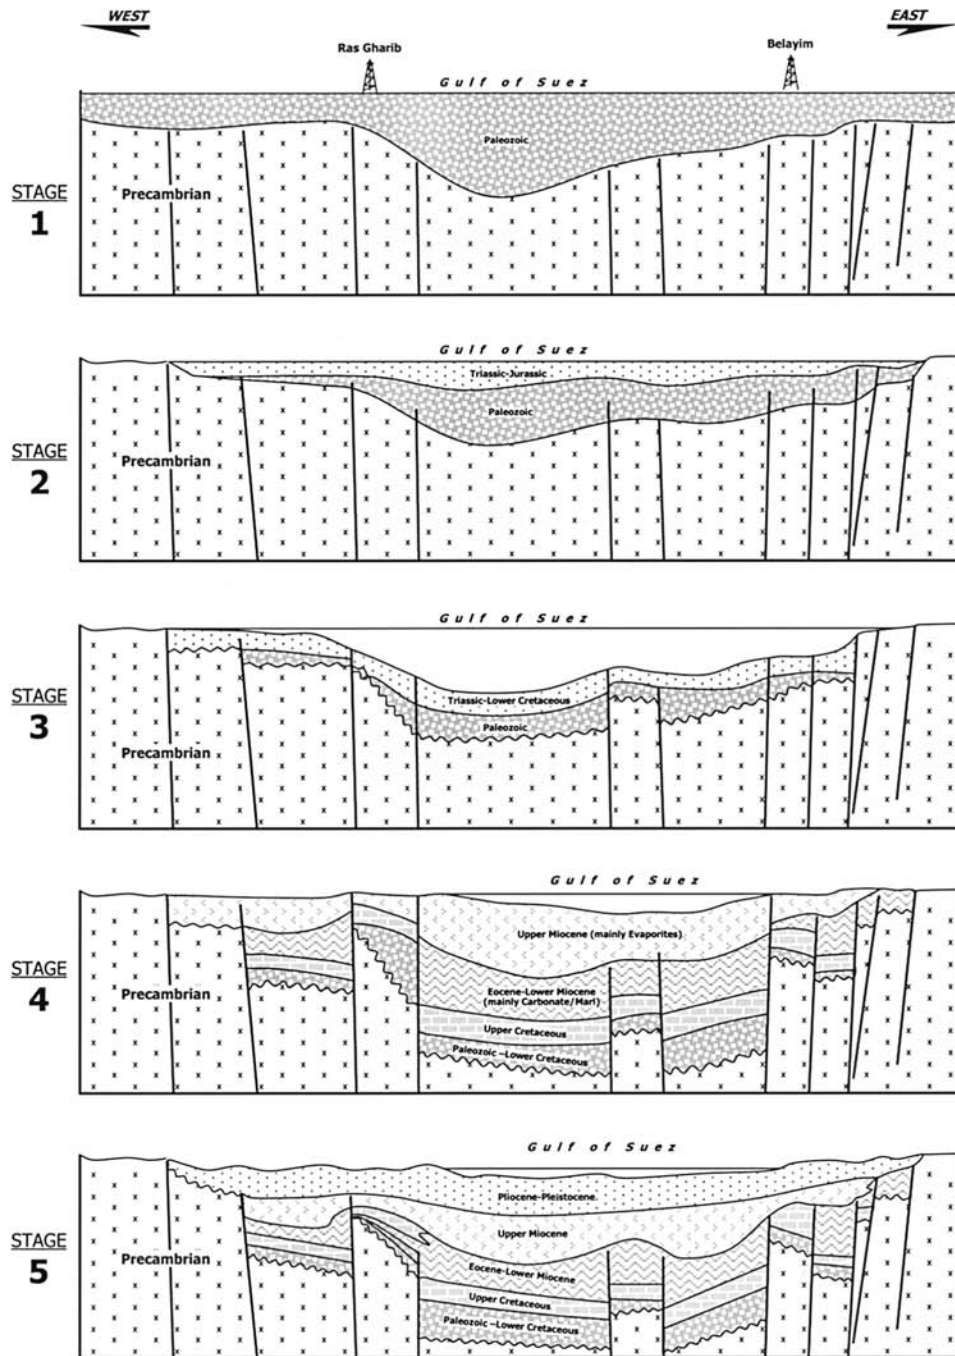 WEST
EAST
Ras Gharib
Belayim
Gulf of Suez
Paleozoic
Precambrian
STAGE
1
Gulf of Suez
Triassic-Jurassic
Paleozoic
Precambrian
STAGE
2
Gulf of Suez
Triassic-Lower Cretaceous
Paleozoic
Precambrian
STAGE
3
Gulf of Suez
Upper Miocene (mainly Evaporites)
Eocene-Lower Miocene
(mainly Carbonate/Marl)
Upper Cretaceous
Paleozoic -Lower Cretaceous
Precambrian
STAGE
4
Gulf of Suez
Pliocene-Pleistocene.
Upper Miocene
Eocene-Lower Miocene
Upper Cretaceous
Paleozoic -Lower Cretaceous
Precambrian
STAGE
5